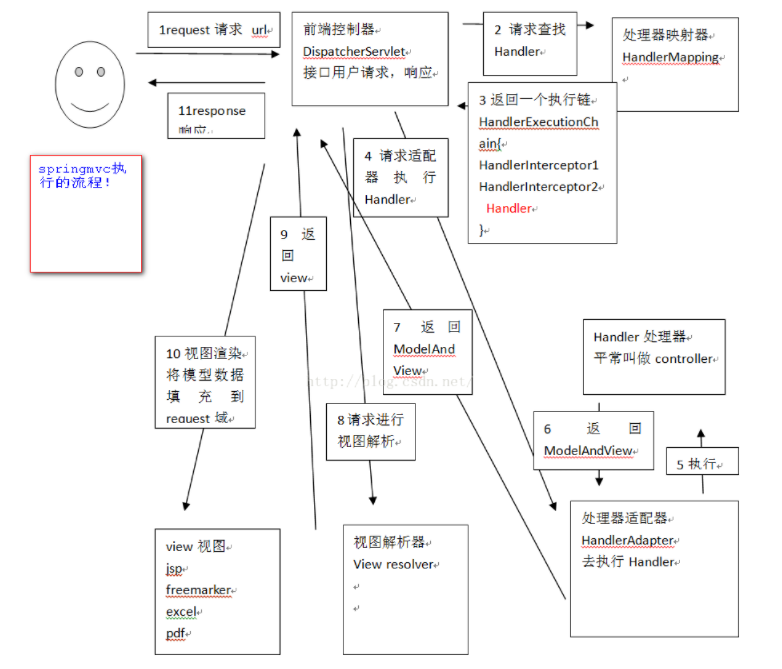 1request 请求 url
前端控制器
DispatcherServlet
接口用户请求，响应
2 请求查找
Handler
处理器映射器
HandlerMapping
3 返回一个执行链
HandlerExecutionCh
ain{
HandlerInterceptor1
HandlerInterceptor2
Handler
}
11response
响应
springmvc执
行的流程！
4 请求适配
器执行
Handler
9 返
回
view
7 返回
ModelAnd
View
Handler 处理器
平常叫做 controller
10 视图渲染
将模型数据
填充到
request 域
http://blog.csdn.net/
8 请求进行
视图解析
6 返回
ModelAndView
5 执行
view 视图
jsp
freemarker
excel
pdf
视图解析器
View resolver
处理器适配器
HandlerAdapter
去执行 Handler